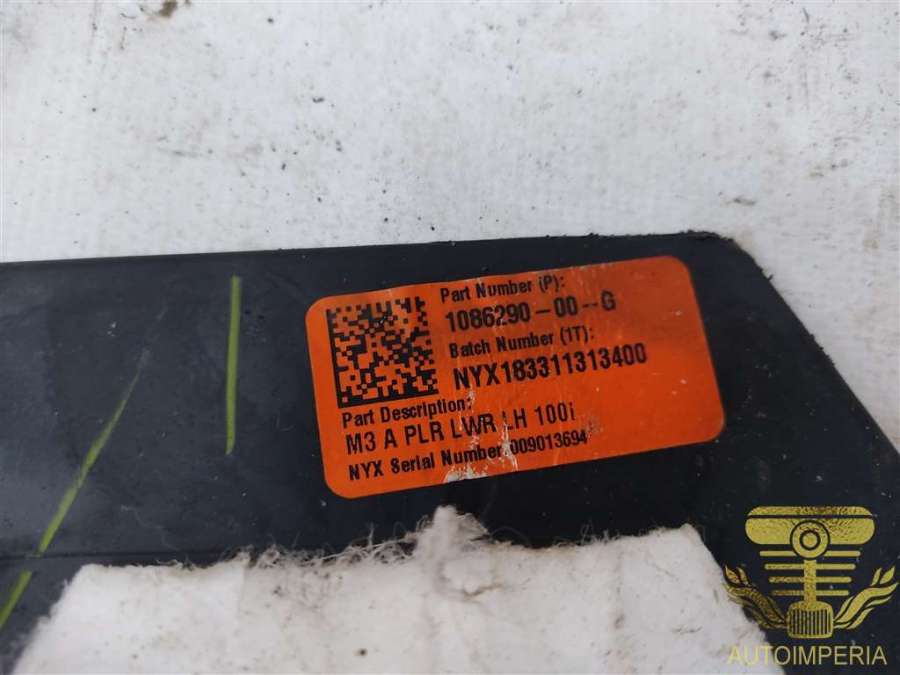 Part Number (P):
1086290-00--G
Batch Number (1T):
NYX183311313400
Part Description:
M3 A PLR LWR LH 100i
NYX Serial Number 009013694
AUTOIMPERIA